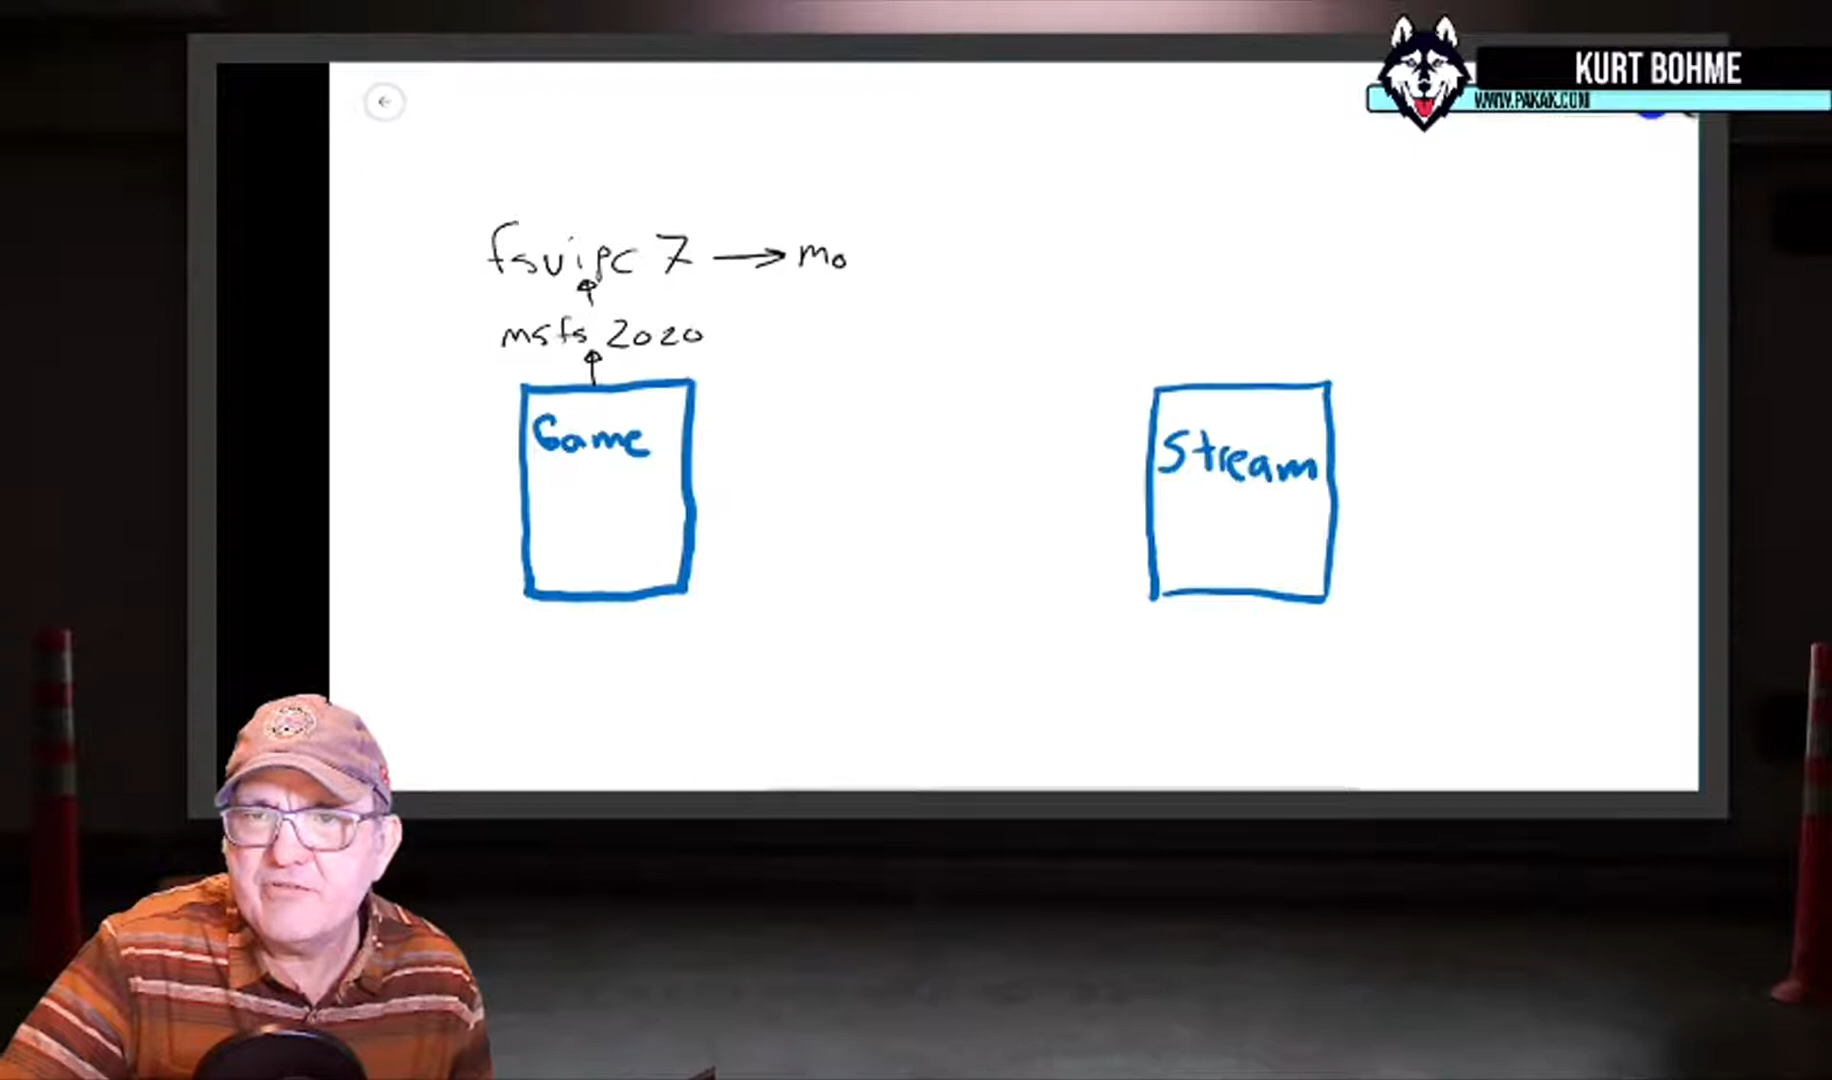 KURT BOHME
WWW.PAKAK.COM
fsuipc 7 → mo
msfs 2020
Game
Stream